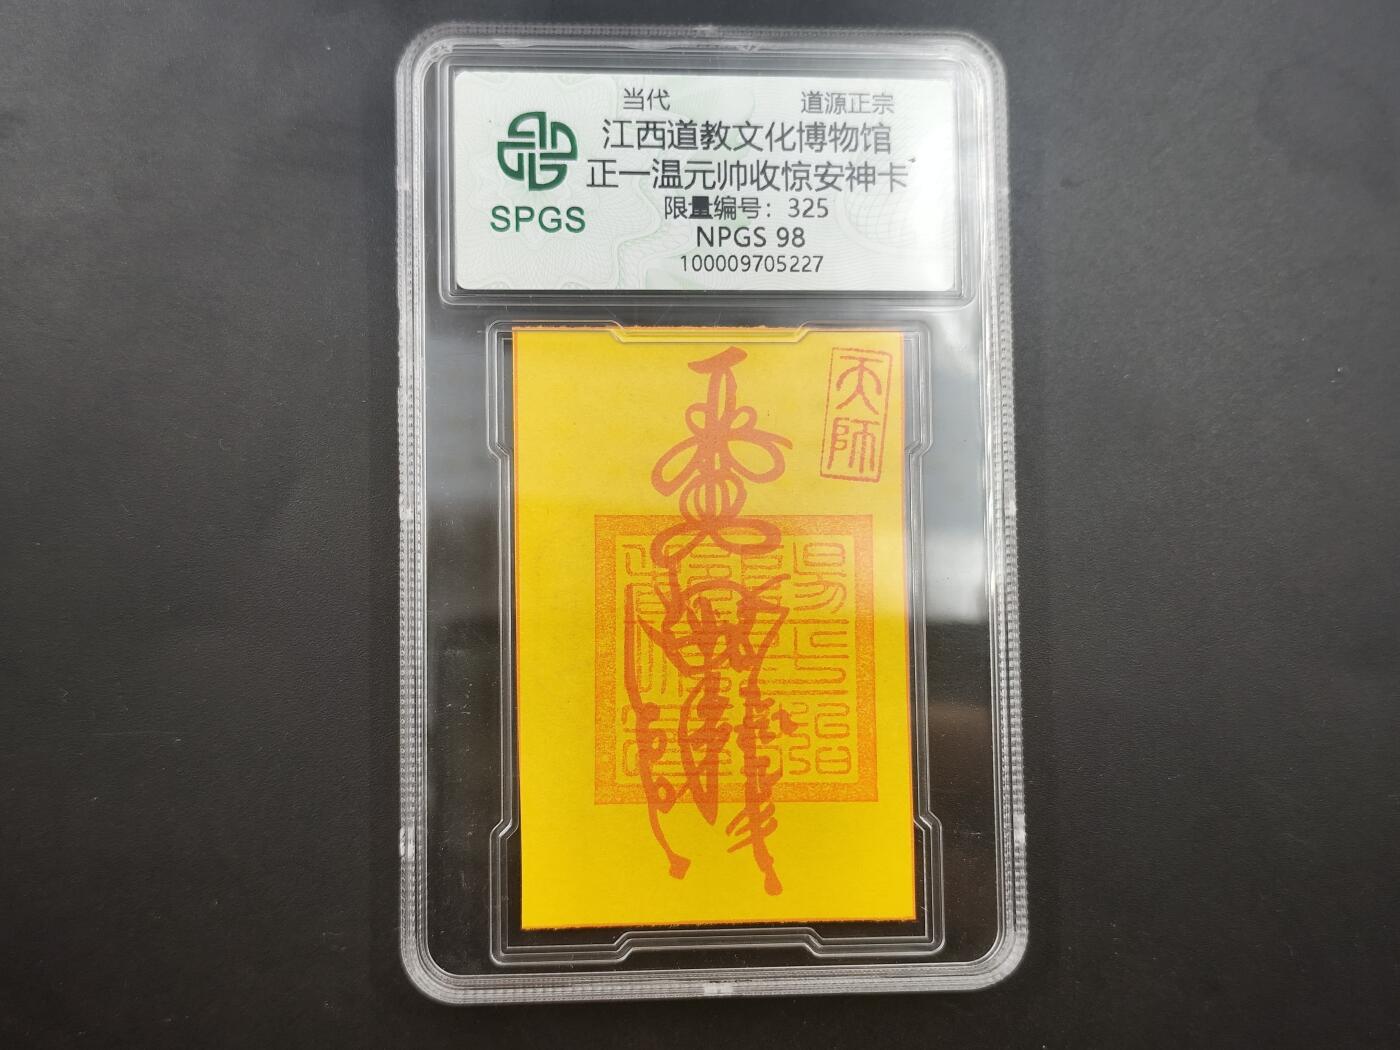 当代 道源正宗
江西道教文化博物馆
正一温元帅收惊安神卡
限量编号：325
NPGS 98
100009705227
SPGS
天師